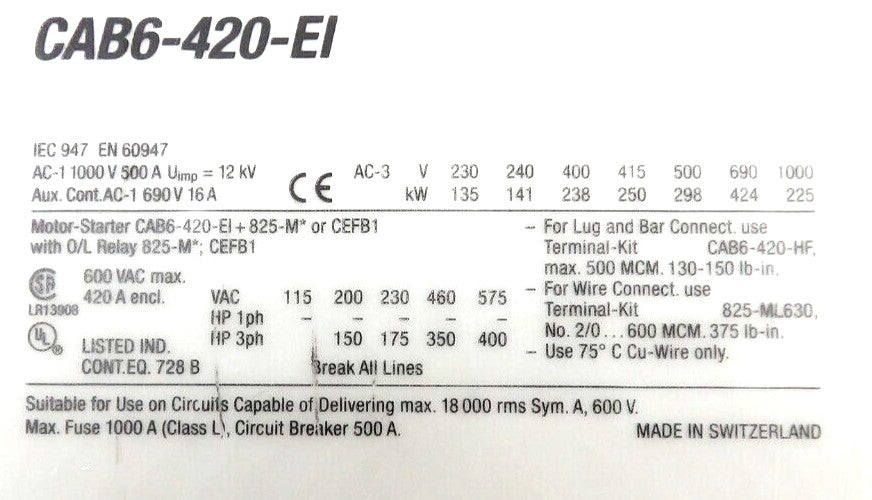 CAB6-420-EI
IEC 947 EN 60947
AC-1 1000 V 500 A Uimp = 12 kV
Aux. Cont.AC-1 690 V 16 A
CE
AC-3 V 230 240 400 415 500 690 1000
kW 135 141 238 250 298 424 225
Motor-Starter CAB6-420-EI + 825-M* or CEFB1
with O/L Relay 825-M*; CEFB1
SA
LR13908
UL
600 VAC max.
420 A encl.
LISTED IND.
CONT.EQ. 728 B
VAC 115 200 230 460 575
HP 1ph – – – – –
HP 3ph 150 175 350 400
Break All Lines
– For Lug and Bar Connect. use
Terminal-Kit CAB6-420-HF,
max. 500 MCM. 130-150 lb-in.
– For Wire Connect. use
Terminal-Kit 825-ML630,
No. 2/0...600 MCM. 375 lb-in.
– Use 75° C Cu-Wire only.
Suitable for Use on Circuits Capable of Delivering max. 18 000 rms Sym. A, 600 V.
Max. Fuse 1000 A (Class L), Circuit Breaker 500 A.
MADE IN SWITZERLAND